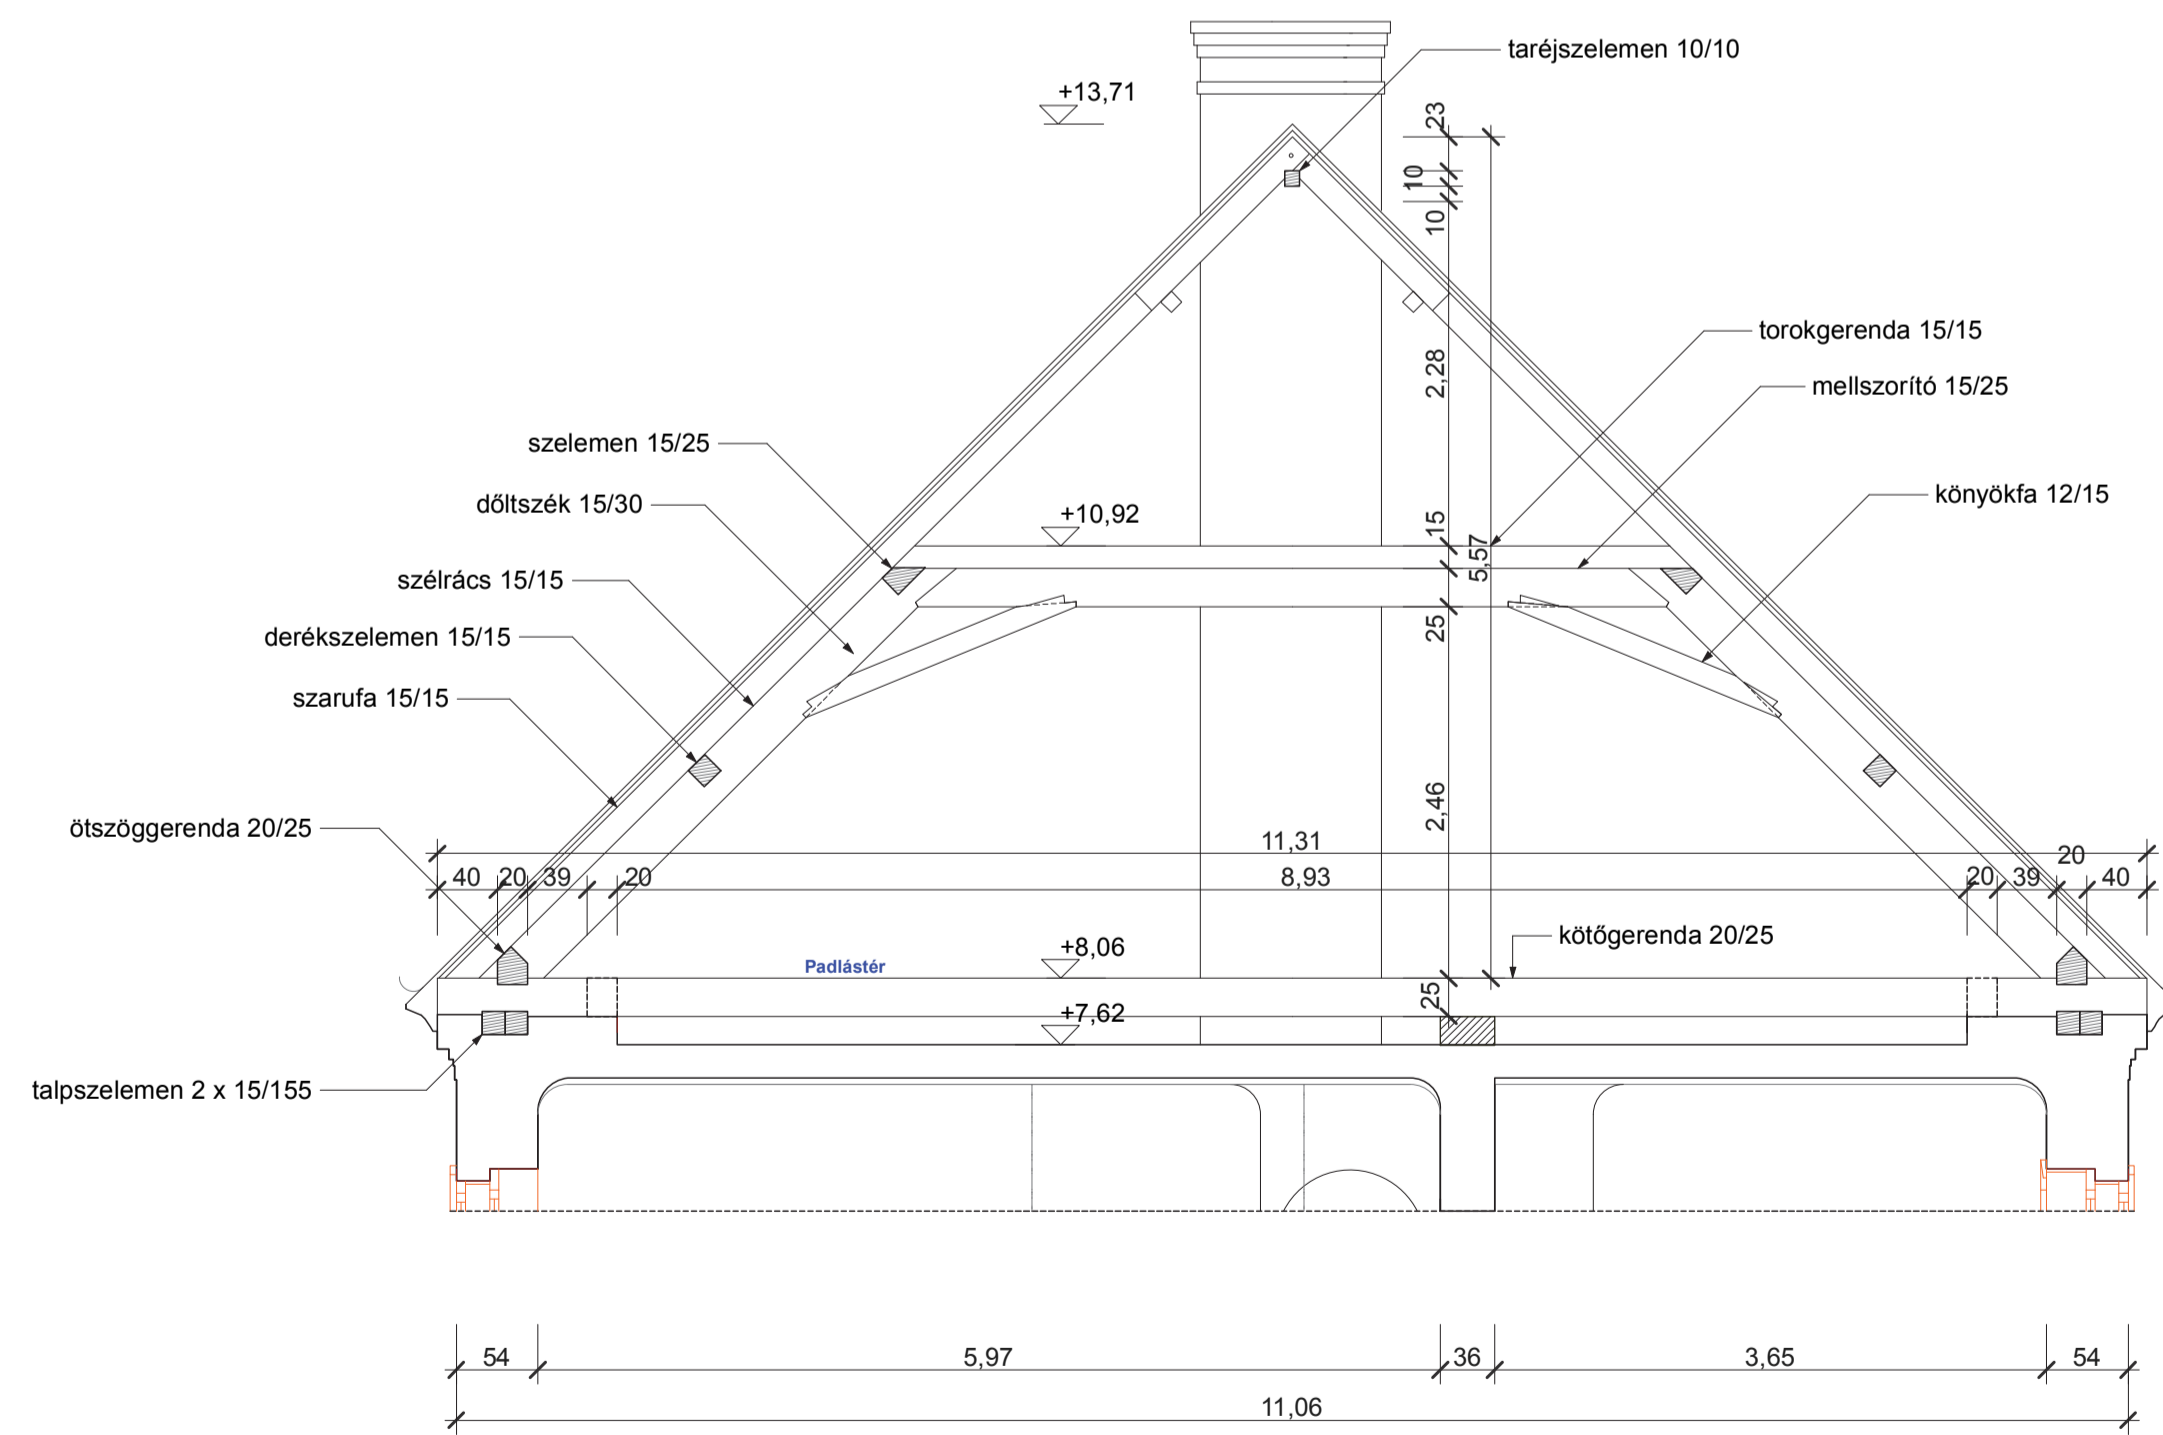 taréjszelemen 10/10
+13,71
23
10
10
torokgerenda 15/15
2,28
mellszorító 15/25
szelemen 15/25
dőltszék 15/30
könyökfa 12/15
+10,92
15
5,57
szélrács 15/15
25
derékszelemen 15/15
szarufa 15/15
2,46
ötszöggerenda 20/25
11,31
20
40 20 39 20 8,93 20 39 40
kötőgerenda 20/25
+8,06
Padlástér
25
+7,62
talpszelemen 2 x 15/155
54 5,97 36 3,65 54
11,06